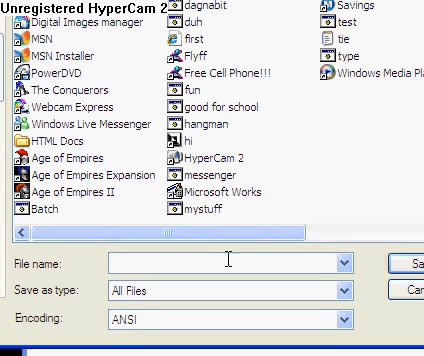 Unregistered HyperCam 2
Digital Images manager
MSN
MSN Installer
PowerDVD
The Conquerors
Webcam Express
Windows Live Messenger
HTML Docs
Age of Empires
Age of Empires Expansion
Age of Empires II
Batch
dagnabit
duh
first
Flyff
Free Cell Phone!!!
fun
good for school
hangman
hi
HyperCam 2
messenger
Microsoft Works
mystuff
Savings
test
tie
type
Windows Media Pla
File name:
Sa
Save as type:
All Files
Can
Encoding:
ANSI